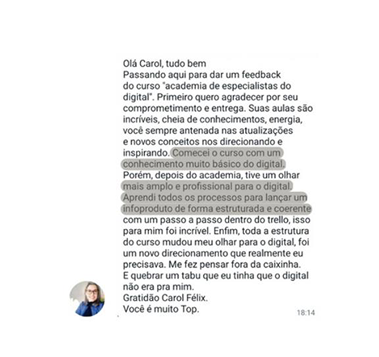 Olá Carol, tudo bem
Passando aqui para dar um feedback
do curso "academia de especialistas do
digital". Primeiro quero agradecer por seu
comprometimento e entrega. Suas aulas são
incríveis, cheia de conhecimentos, energia,
você sempre antenada nas atualizações
e novos conceitos nos direcionando e
inspirando. Comecei o curso com um
conhecimento muito básico do digital.
Porém, depois do academia, tive um olhar
mais amplo e profissional para o digital.
Aprendi todos os processos para lançar um
infoproduto de forma estruturada e coerente
com um passo a passo dentro do trello, isso
para mim foi incrível. Enfim, toda a estrutura
do curso mudou meu olhar para o digital, foi
um novo direcionamento que realmente eu
precisava. Me fez pensar fora da caixinha.
E quebrar um tabu que eu tinha que o digital
não era pra mim.
Gratidão Carol Félix.
Você é muito Top.
18:14